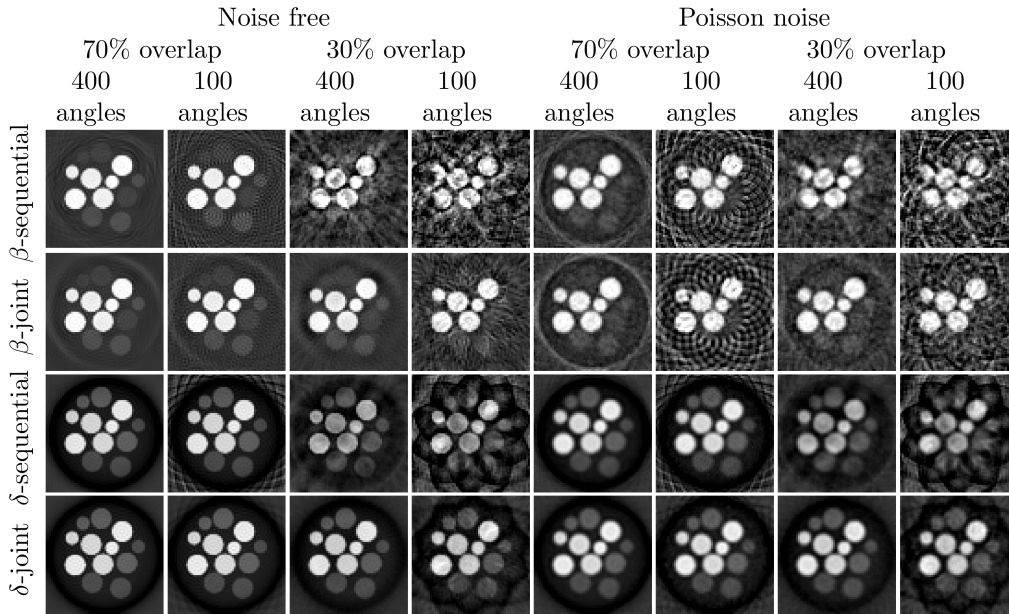 Noise free Poisson noise
70% overlap 30% overlap 70% overlap 30% overlap
400 100 400 100 400 100 400 100
angles angles angles angles angles angles angles angles
β-sequential
β-joint
δ-sequential
δ-joint